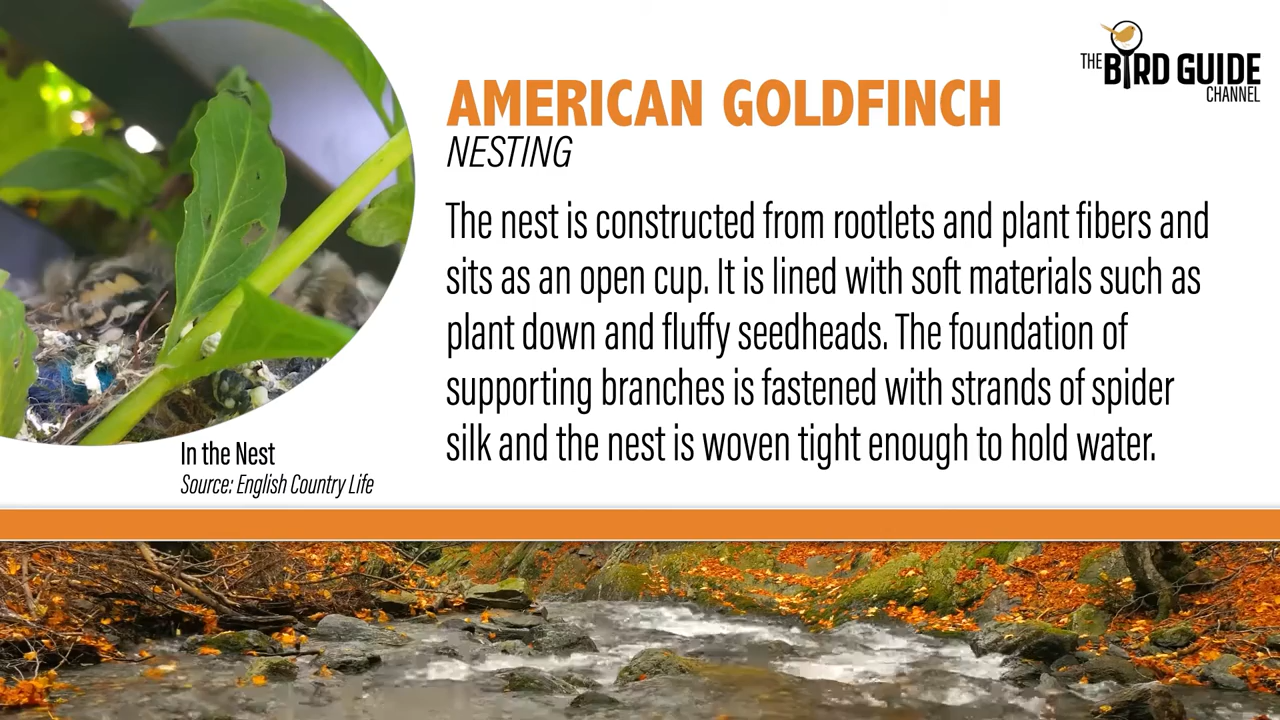 THE BIRD GUIDE
CHANNEL
AMERICAN GOLDFINCH
NESTING
The nest is constructed from rootlets and plant fibers and
sits as an open cup. It is lined with soft materials such as
plant down and fluffy seedheads. The foundation of
supporting branches is fastened with strands of spider
silk and the nest is woven tight enough to hold water.
In the Nest
Source: English Country Life